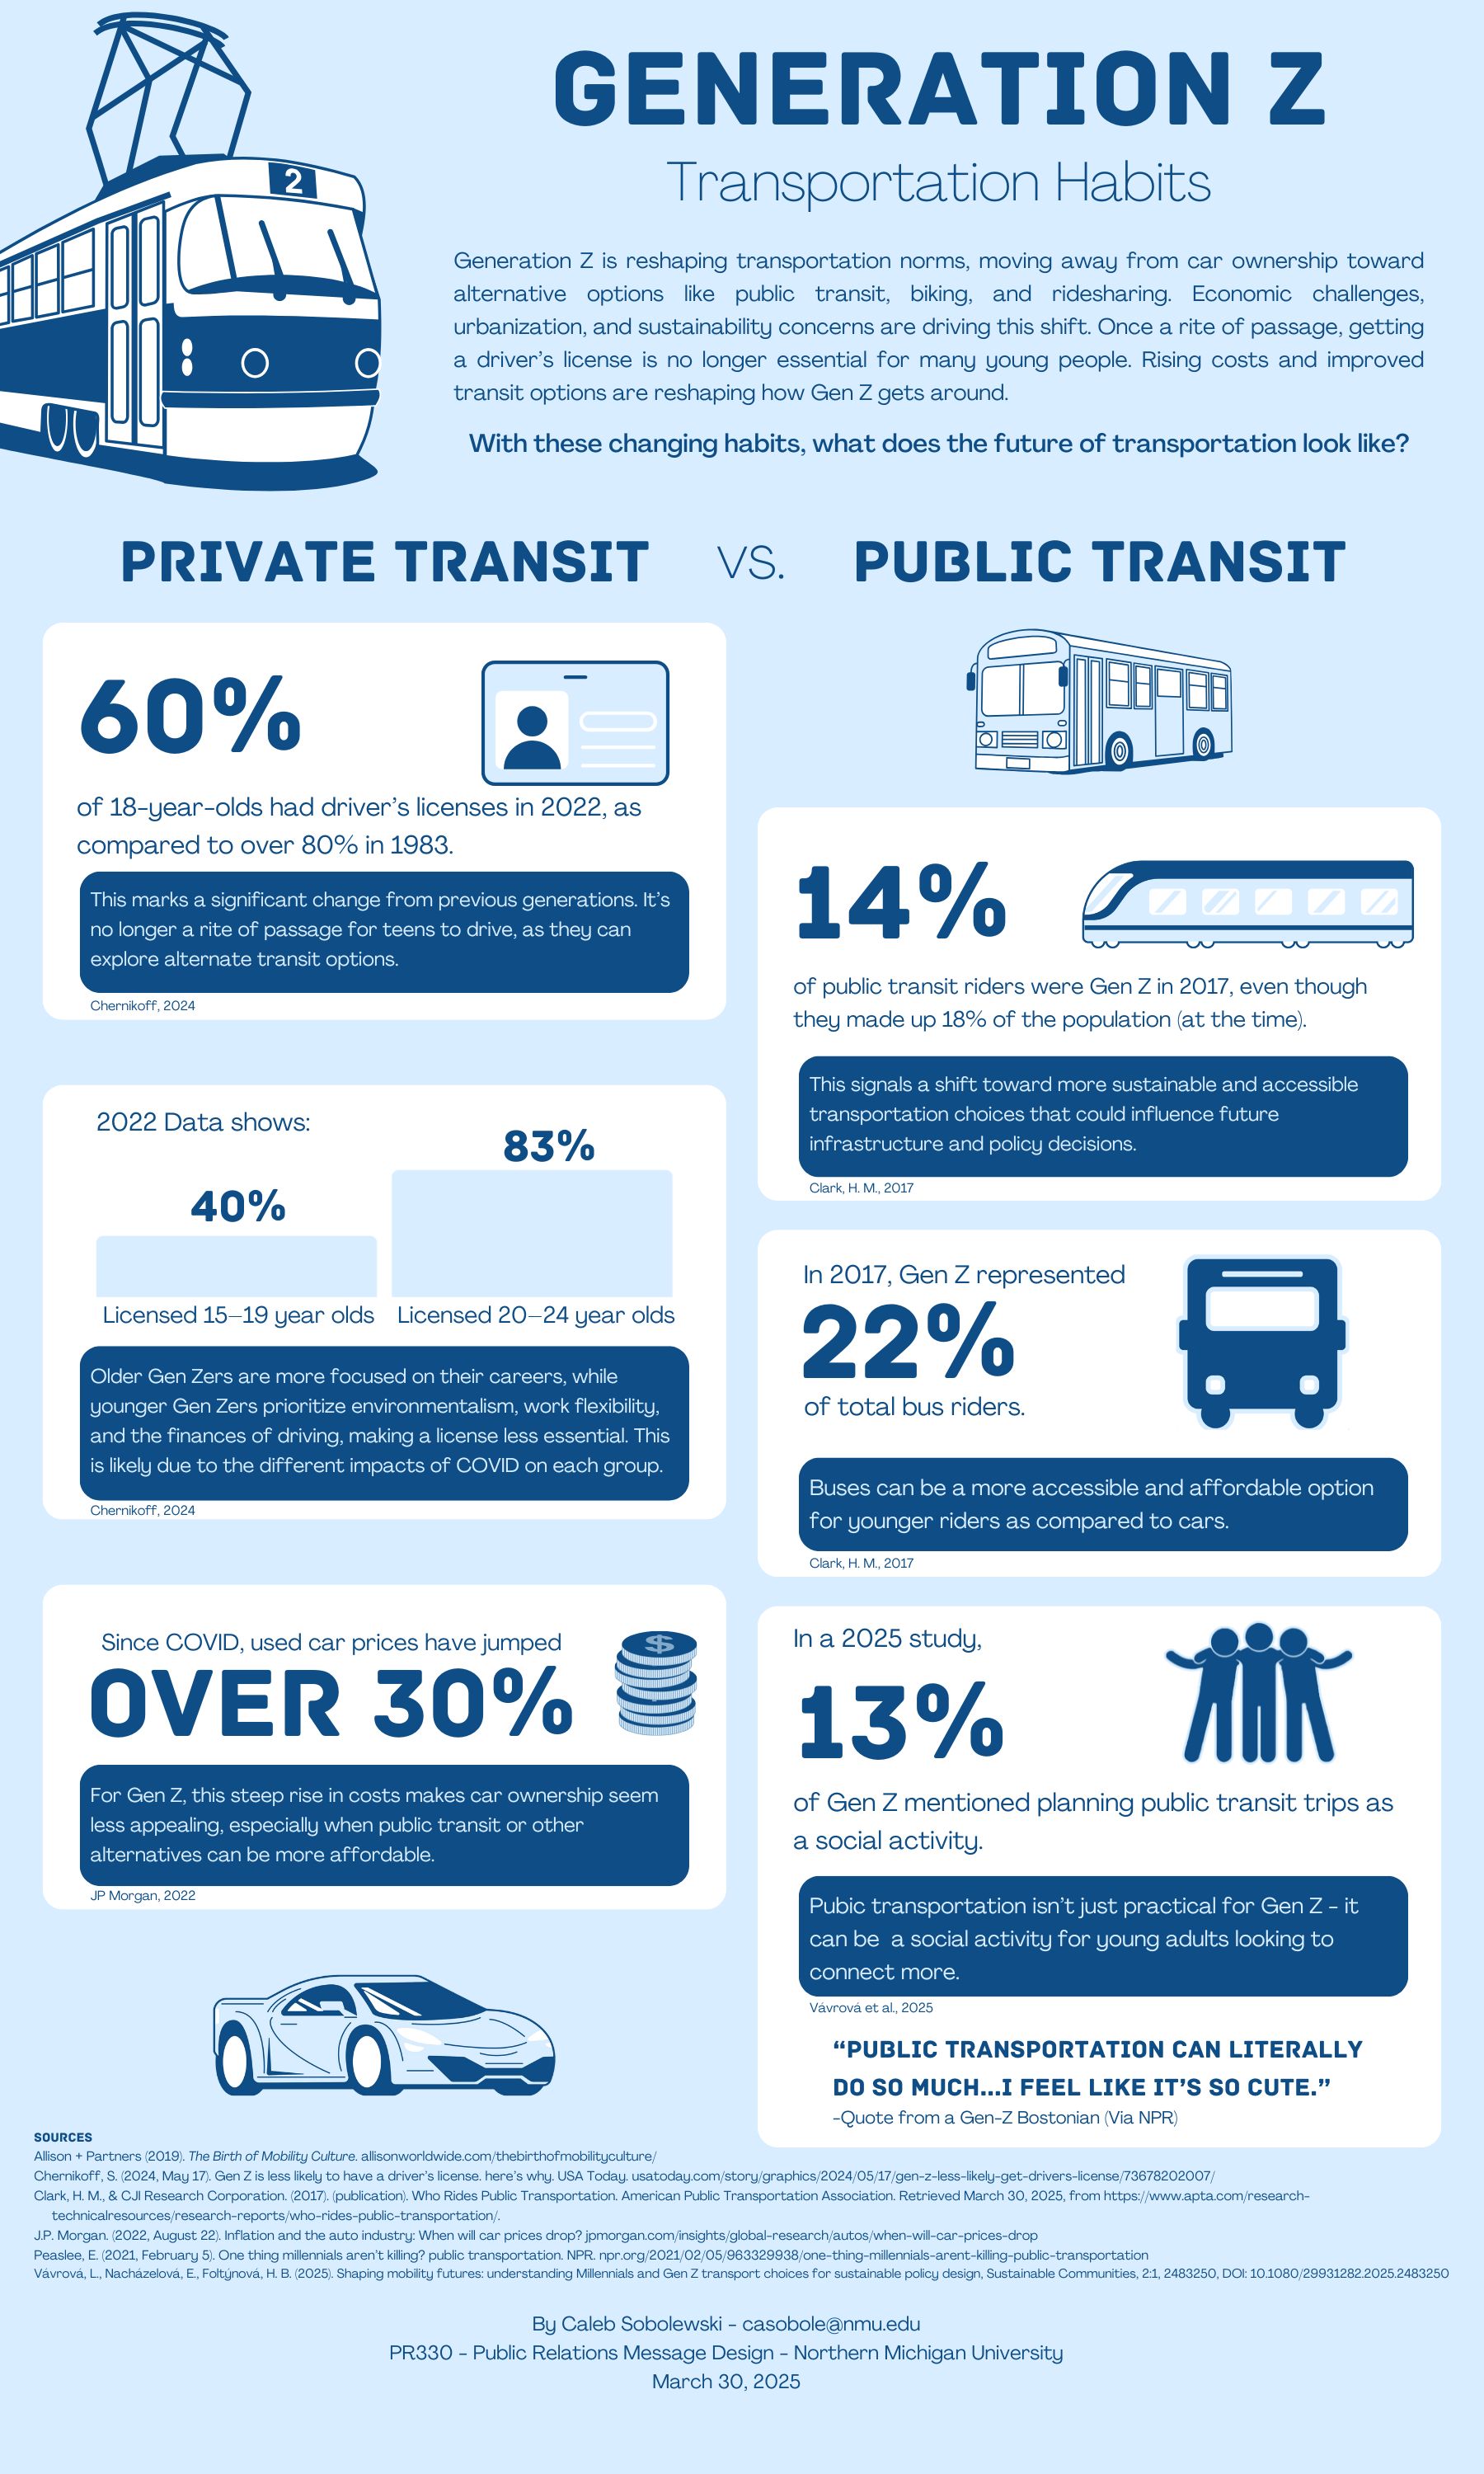 2
GENERATION Z
Transportation Habits
Generation Z is reshaping transportation norms, moving away from car ownership toward
alternative options like public transit, biking, and ridesharing. Economic challenges,
urbanization, and sustainability concerns are driving this shift. Once a rite of passage, getting
a driver's license is no longer essential for many young people. Rising costs and improved
transit options are reshaping how Gen Z gets around.
With these changing habits, what does the future of transportation look like?
PRIVATE TRANSIT VS. PUBLIC TRANSIT
60%
of 18-year-olds had driver's licenses in 2022, as
compared to over 80% in 1983.
This marks a significant change from previous generations. It's
no longer a rite of passage for teens to drive, as they can
explore alternate transit options.
Chernikoff, 2024
2022 Data shows:
40%
83%
Licensed 15–19 year olds
Licensed 20–24 year olds
Older Gen Zers are more focused on their careers, while
younger Gen Zers prioritize environmentalism, work flexibility,
and the finances of driving, making a license less essential. This
is likely due to the different impacts of COVID on each group.
Chernikoff, 2024
Since COVID, used car prices have jumped
OVER 30%
$
For Gen Z, this steep rise in costs makes car ownership seem
less appealing, especially when public transit or other
alternatives can be more affordable.
JP Morgan, 2022
14%
of public transit riders were Gen Z in 2017, even though
they made up 18% of the population (at the time).
This signals a shift toward more sustainable and accessible
transportation choices that could influence future
infrastructure and policy decisions.
Clark, H. M., 2017
In 2017, Gen Z represented
22%
of total bus riders.
Buses can be a more accessible and affordable option
for younger riders as compared to cars.
Clark, H. M., 2017
In a 2025 study,
13%
of Gen Z mentioned planning public transit trips as
a social activity.
Pubic transportation isn't just practical for Gen Z - it
can be a social activity for young adults looking to
connect more.
Vávrová et al., 2025
"PUBLIC TRANSPORTATION CAN LITERALLY
DO SO MUCH...I FEEL LIKE IT'S SO CUTE."
-Quote from a Gen-Z Bostonian (Via NPR)
SOURCES
Allison + Partners (2019). The Birth of Mobility Culture. allisonworldwide.com/thebirthofmobilityculture/
Chernikoff, S. (2024, May 17). Gen Z is less likely to have a driver's license. here's why. USA Today. usatoday.com/story/graphics/2024/05/17/gen-z-less-likely-get-drivers-license/73678202007/
Clark, H. M., & CJI Research Corporation. (2017). (publication). Who Rides Public Transportation. American Public Transportation Association. Retrieved March 30, 2025, from https://www.apta.com/research-
technicalresources/research-reports/who-rides-public-transportation/.
J.P. Morgan. (2022, August 22). Inflation and the auto industry: When will car prices drop? jpmorgan.com/insights/global-research/autos/when-will-car-prices-drop
Peaslee, E. (2021, February 5). One thing millennials aren't killing? public transportation. NPR. npr.org/2021/02/05/963329938/one-thing-millennials-arent-killing-public-transportation
Vávrová, L., Nacházelová, E., Foltýnová, H. B. (2025). Shaping mobility futures: understanding Millennials and Gen Z transport choices for sustainable policy design, Sustainable Communities, 2:1, 2483250, DOI: 10.1080/29931282.2025.2483250
By Caleb Sobolewski - casobole@nmu.edu
PR330 - Public Relations Message Design - Northern Michigan University
March 30, 2025